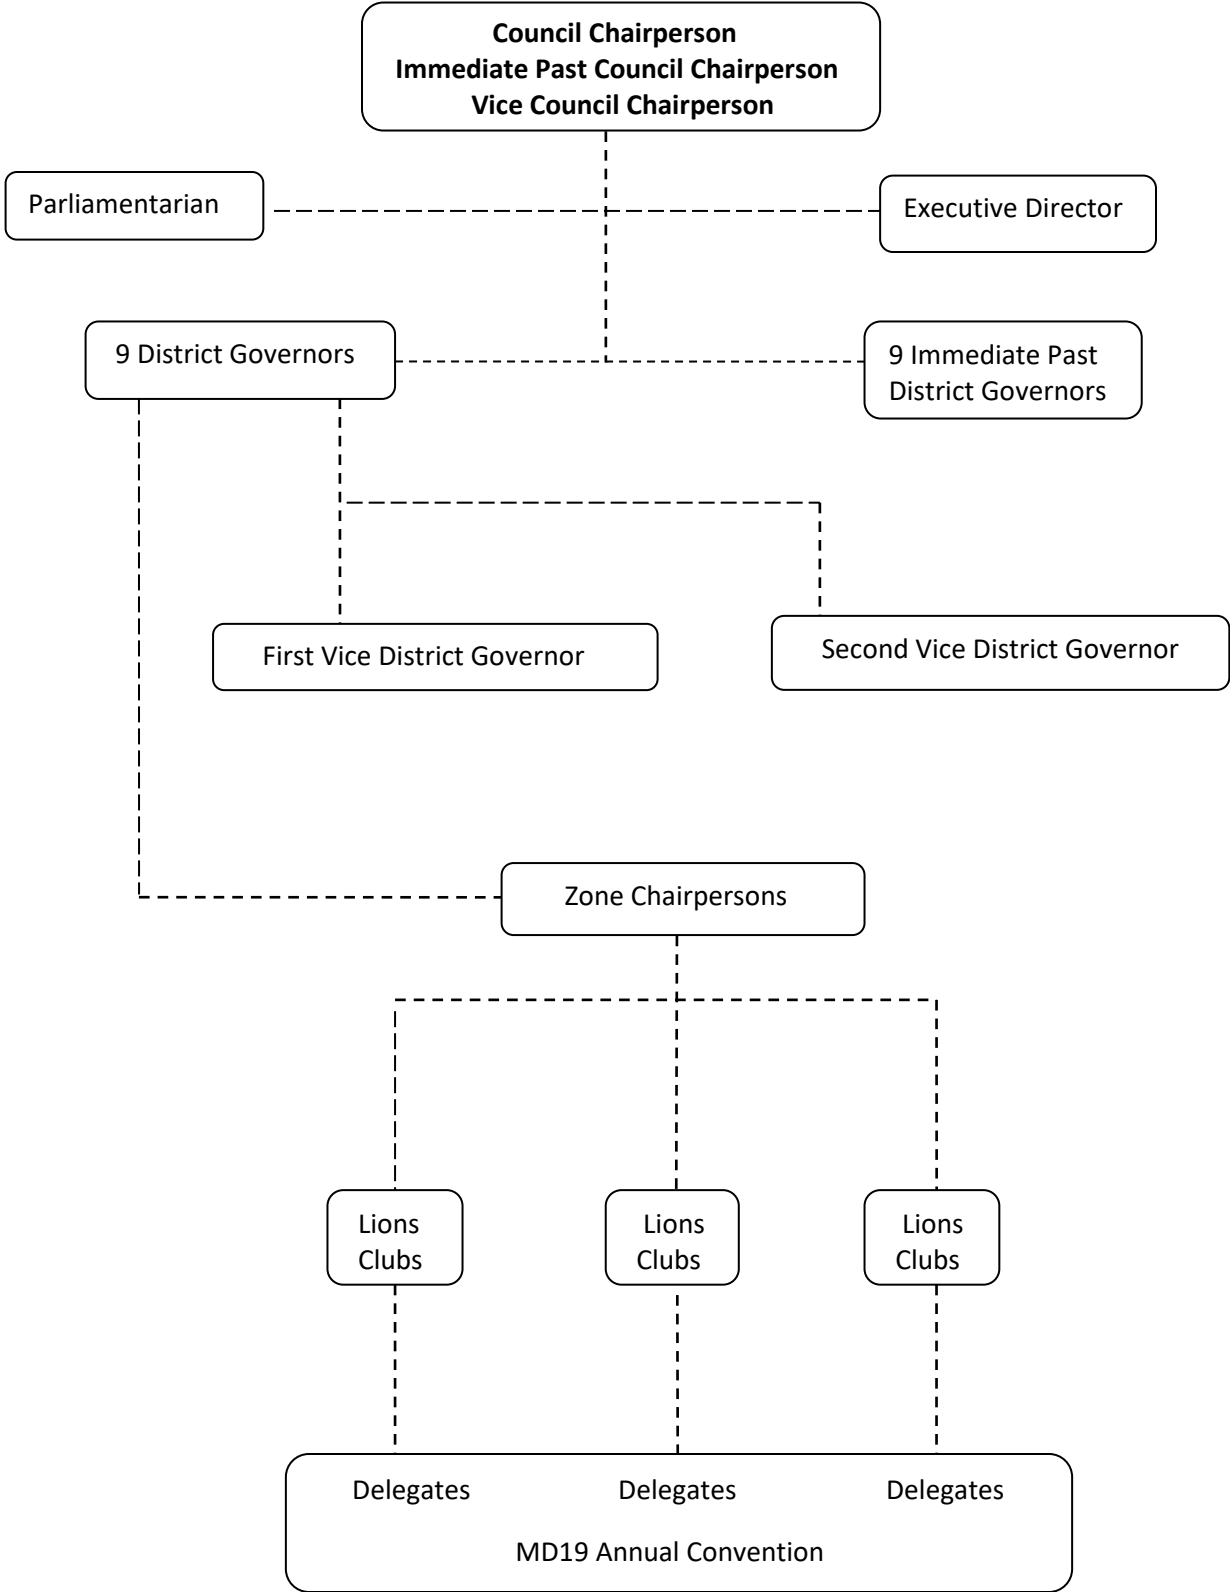 Council Chairperson
Immediate Past Council Chairperson
Vice Council Chairperson
Parliamentarian
Executive Director
9 District Governors
9 Immediate Past
District Governors
First Vice District Governor
Second Vice District Governor
Zone Chairpersons
Lions
Clubs
Lions
Clubs
Lions
Clubs
Delegates
Delegates
Delegates
MD19 Annual Convention